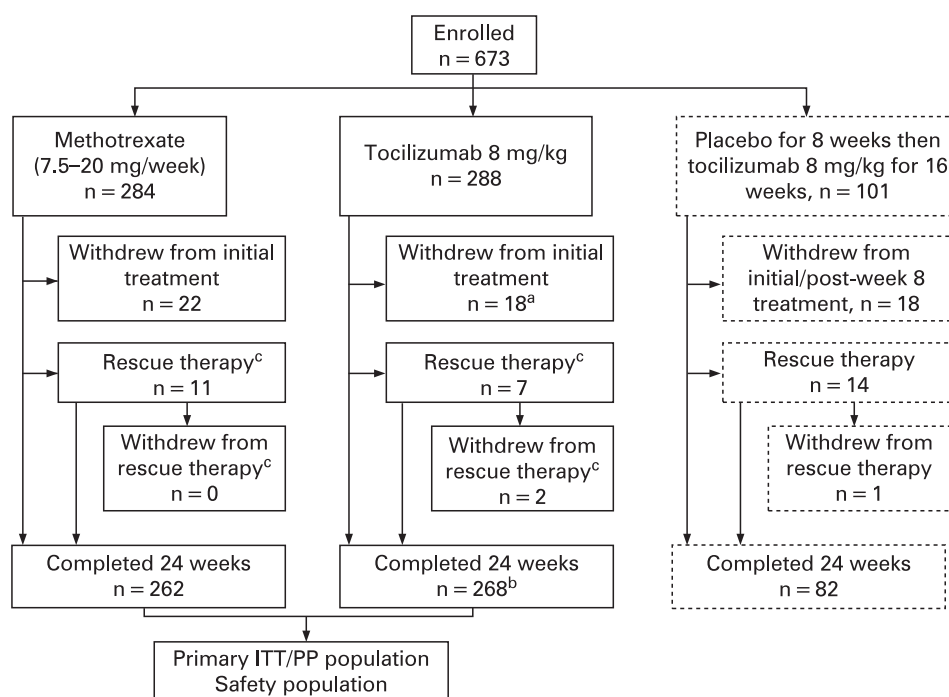 Enrolled
n = 673
Methotrexate
(7.5–20 mg/week)
n = 284
Tocilizumab 8 mg/kg
n = 288
Placebo for 8 weeks then
tocilizumab 8 mg/kg for 16
weeks, n = 101
Withdrew from initial
treatment
n = 22
Withdrew from initial
treatment
n = 18ᵃ
Withdrew from
initial/post-week 8
treatment, n = 18
Rescue therapyᶜ
n = 11
Rescue therapyᶜ
n = 7
Rescue therapy
n = 14
Withdrew from
rescue therapyᶜ
n = 0
Withdrew from
rescue therapyᶜ
n = 2
Withdrew from
rescue therapy
n = 1
Completed 24 weeks
n = 262
Completed 24 weeks
n = 268ᵇ
Completed 24 weeks
n = 82
Primary ITT/PP population
Safety population